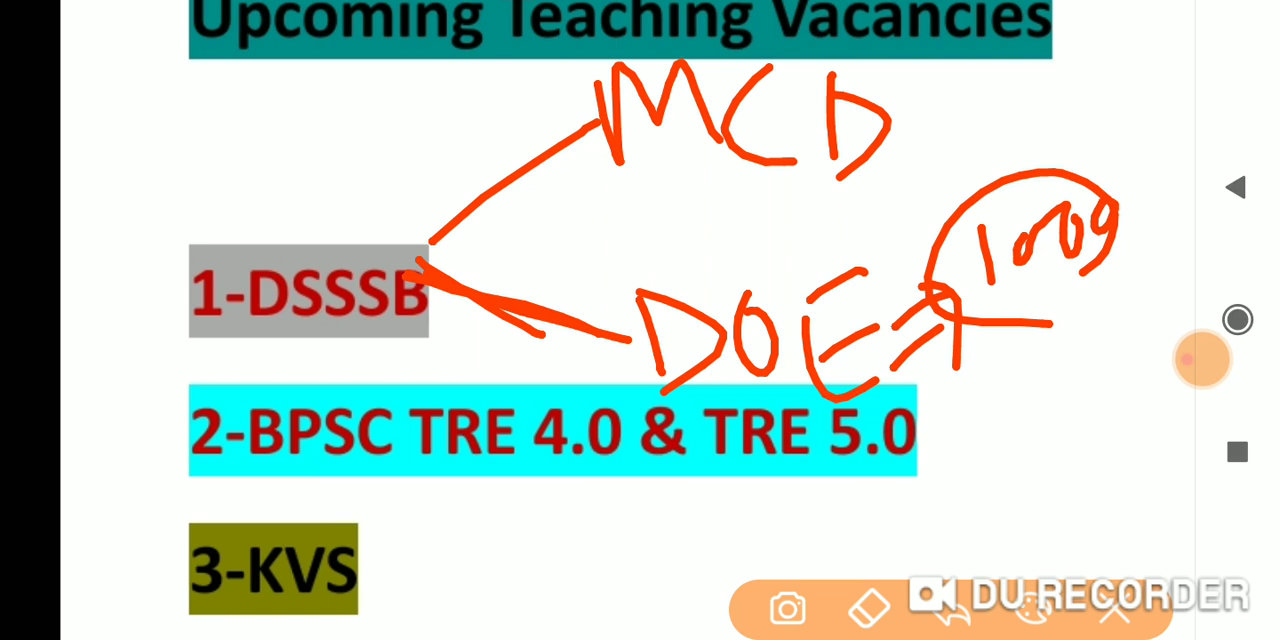 Upcoming Teaching Vacancies
MCD
1-DSSSB
1009
DOE
2-BPSC TRE 4.0 & TRE 5.0
3-KVS
DU RECORDER